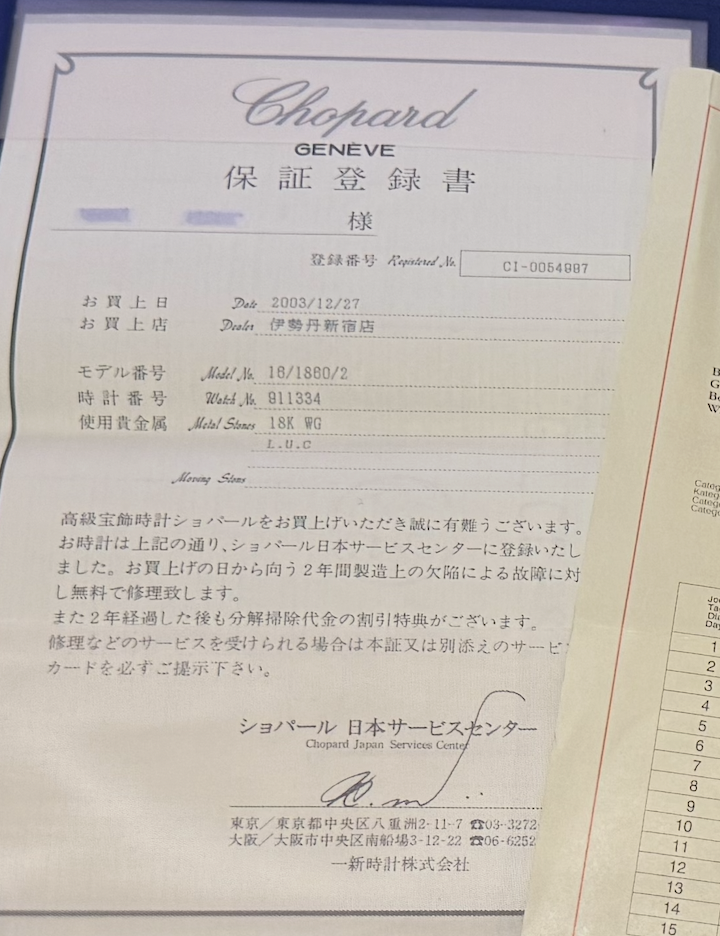 Chopard
GENÈVE
保証登録書
様
登録番号 Registered No. CI-0054887
お買上日 Date 2003/12/27
お買上店 Dealer 伊勢丹新宿店
モデル番号 Model No. 16/1860/2
時計番号 Watch No. 911334
使用貴金属 Metal Stones 18K WG
L.U.C
Moving Stons
高級宝飾時計ショパールをお買上げいただき誠に有難うございます。
お時計は上記の通り、ショパール日本サービスセンターに登録いたし
ました。お買上げの日から向う2年間製造上の欠陥による故障に対
し無料で修理致します。
また2年経過した後も分解掃除代金の割引特典がございます。
修理などのサービスを受けられる場合は本証又は別添えのサービ
カードを必ずご提示下さい。
ショパール 日本サービスセンター
Chopard Japan Services Center
東京／東京都中央区八重洲2-11-7 ☎03-3272-
大阪／大阪市中央区南船場3-12-22 ☎06-6252
一新時計株式会社
B
G
Be
W
Categ
Kateg
Catego
Catego
Jou
Ta
Dia
Day
1
2
3
4
5
6
7
8
9
10
11
12
13
14
15